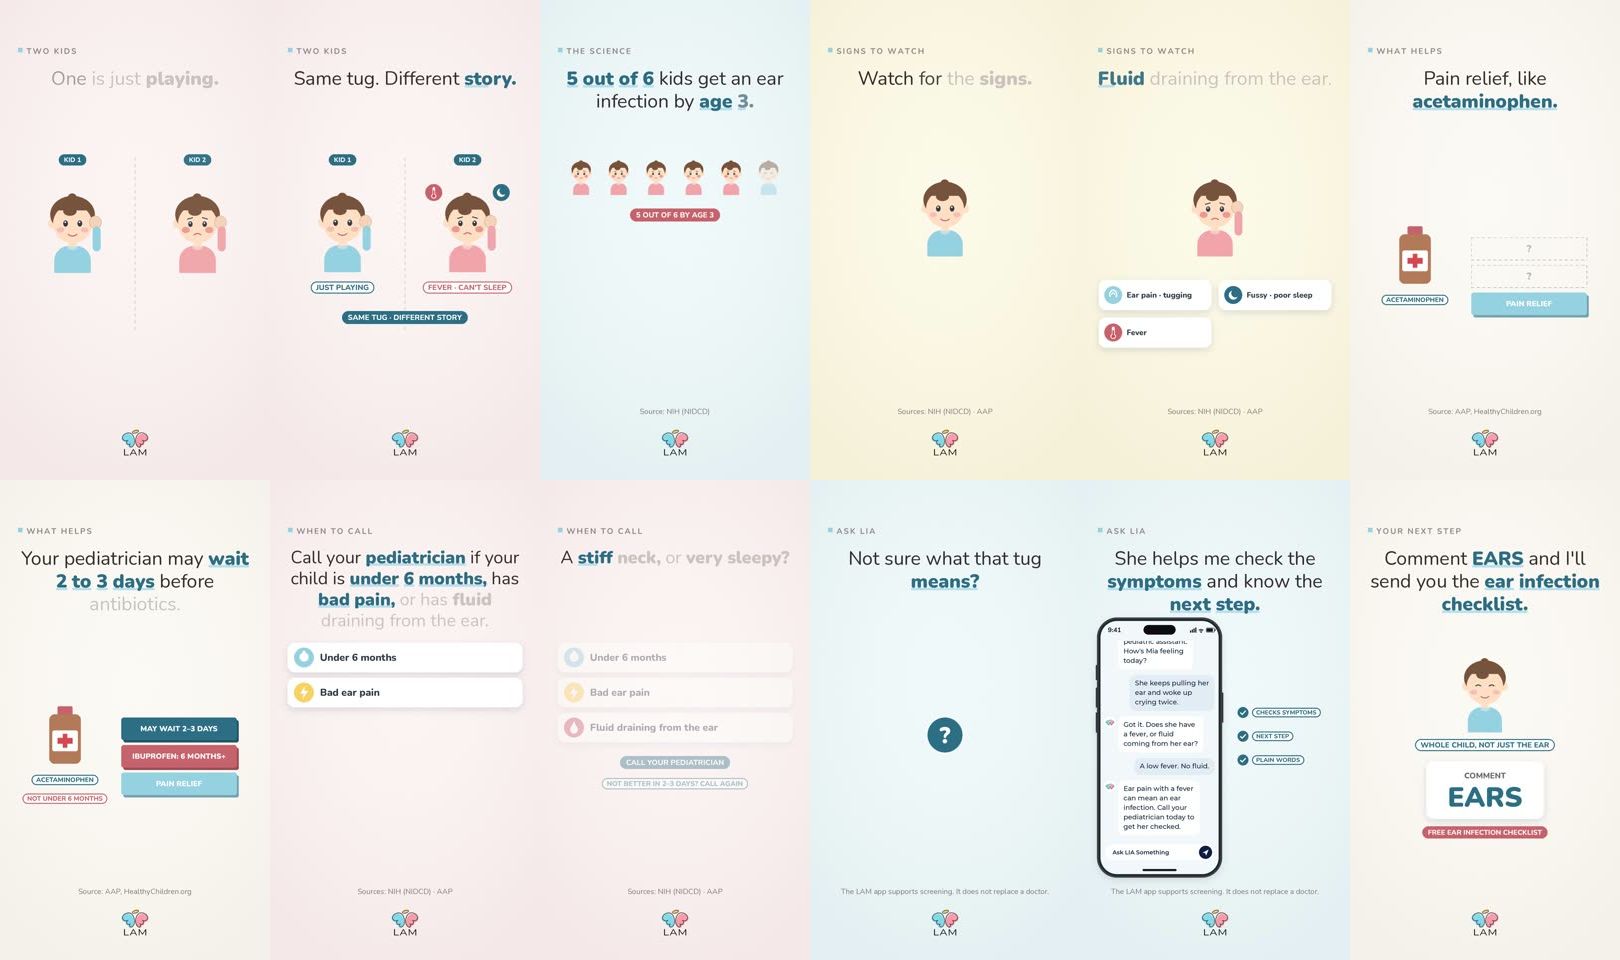 TWO KIDS
One is just playing.
KID 1
KID 2
LAM
TWO KIDS
Same tug. Different story.
KID 1
KID 2
JUST PLAYING
FEVER · CAN'T SLEEP
SAME TUG · DIFFERENT STORY
LAM
THE SCIENCE
5 out of 6 kids get an ear
infection by age 3.
5 OUT OF 6 BY AGE 3
Source: NIH (NIDCD)
LAM
SIGNS TO WATCH
Watch for the signs.
Sources: NIH (NIDCD) · AAP
LAM
SIGNS TO WATCH
Fluid draining from the ear.
Ear pain · tugging
Fussy · poor sleep
Fever
Sources: NIH (NIDCD) · AAP
LAM
WHAT HELPS
Pain relief, like
acetaminophen.
?
?
ACETAMINOPHEN
PAIN RELIEF
Source: AAP, HealthyChildren.org
LAM
WHAT HELPS
Your pediatrician may wait
2 to 3 days before
antibiotics.
MAY WAIT 2–3 DAYS
IBUPROFEN: 6 MONTHS+
ACETAMINOPHEN
PAIN RELIEF
NOT UNDER 6 MONTHS
Source: AAP, HealthyChildren.org
LAM
WHEN TO CALL
Call your pediatrician if your
child is under 6 months, has
bad pain, or has fluid
draining from the ear.
Under 6 months
Bad ear pain
Sources: NIH (NIDCD) · AAP
LAM
WHEN TO CALL
A stiff neck, or very sleepy?
Under 6 months
Bad ear pain
Fluid draining from the ear
CALL YOUR PEDIATRICIAN
NOT BETTER IN 2–3 DAYS? CALL AGAIN
Sources: NIH (NIDCD) · AAP
LAM
ASK LIA
Not sure what that tug
means?
?
The LAM app supports screening. It does not replace a doctor.
LAM
ASK LIA
She helps me check the
symptoms and know the
next step.
9:41
pediatric assistant.
How's Mia feeling
today?
She keeps pulling her
ear and woke up
crying twice.
Got it. Does she have
a fever, or fluid
coming from her ear?
A low fever. No fluid.
Ear pain with a fever
can mean an ear
infection. Call your
pediatrician today to
get her checked.
Ask LIA Something
CHECKS SYMPTOMS
NEXT STEP
PLAIN WORDS
The LAM app supports screening. It does not replace a doctor.
LAM
YOUR NEXT STEP
Comment EARS and I'll
send you the ear infection
checklist.
WHOLE CHILD, NOT JUST THE EAR
COMMENT
EARS
FREE EAR INFECTION CHECKLIST
LAM